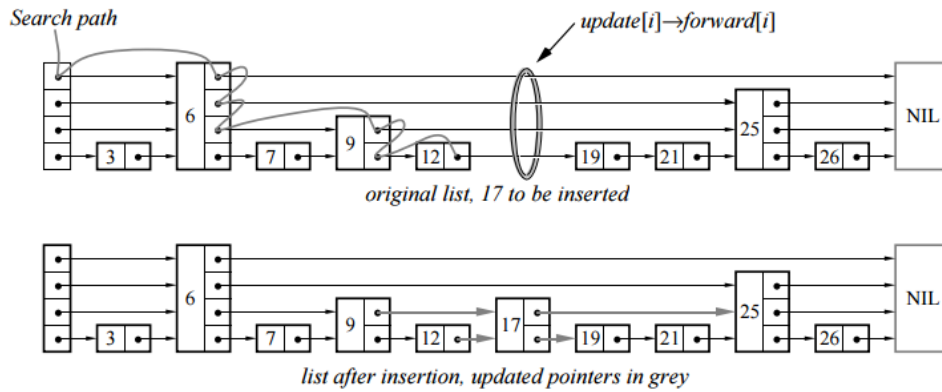 Search path
update[i]→forward[i]
6 NIL
25
9
3 7 12 19 21 26
original list, 17 to be inserted
6 NIL
25
9 17
3 7 12 19 21 26
list after insertion, updated pointers in grey